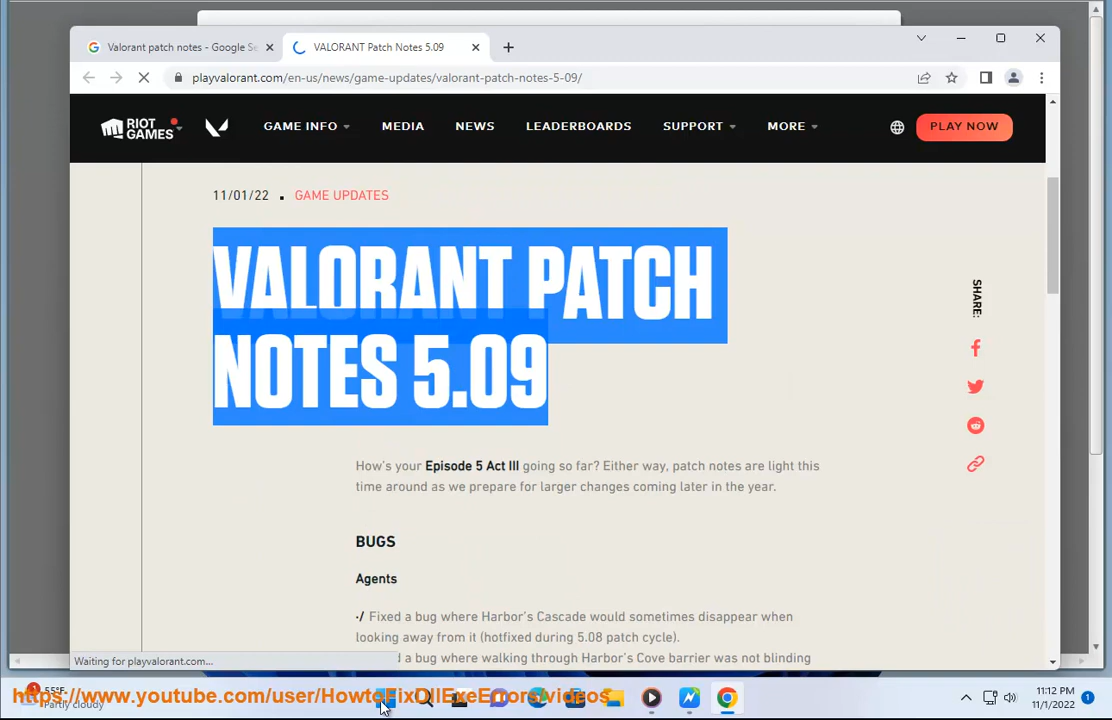 Valorant patch notes - Google Se
VALORANT Patch Notes 5.09
playvalorant.com/en-us/news/game-updates/valorant-patch-notes-5-09/
RIOT GAMES
GAME INFO
MEDIA
NEWS
LEADERBOARDS
SUPPORT
MORE
PLAY NOW
11/01/22 . GAME UPDATES
VALORANT PATCH
NOTES 5.09
SHARE:
How's your Episode 5 Act III going so far? Either way, patch notes are light this
time around as we prepare for larger changes coming later in the year.
BUGS
Agents
·/ Fixed a bug where Harbor's Cascade would sometimes disappear when
looking away from it (hotfixed during 5.08 patch cycle).
d a bug where walking through Harbor's Cove barrier was not blinding
Waiting for playvalorant.com...
1
55°F
Partly cloudy
https://www.youtube.com/user/HowtoFixDllExeErrors/videos
11:12 PM
11/1/2022
1